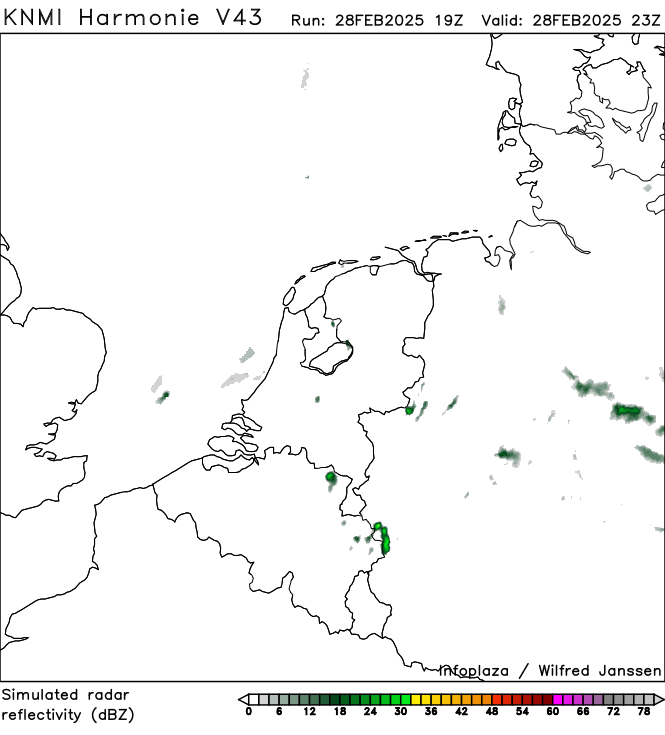 KNMI Harmonie V43 Run: 28FEB2025 19Z Valid: 28FEB2025 23Z
Infoplaza / Wilfred Janssen
Simulated radar
reflectivity (dBZ)
0 6 12 18 24 30 36 42 48 54 60 66 72 78